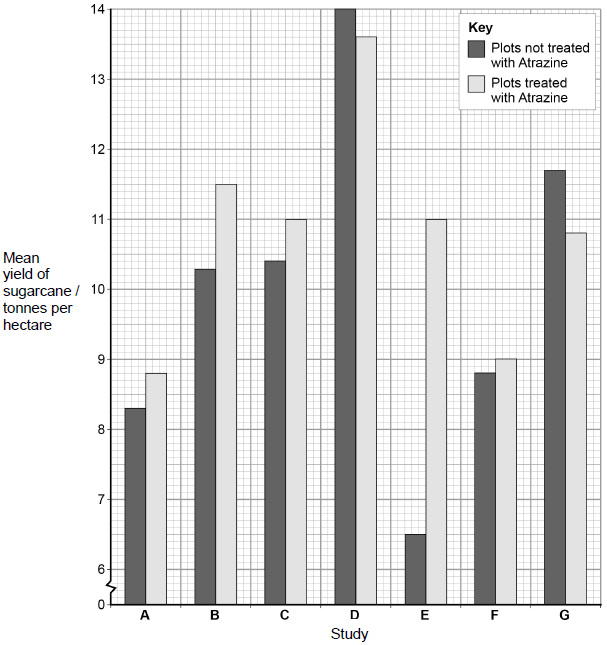 Key
Plots not treated
with Atrazine
Plots treated
with Atrazine
Mean
yield of
sugarcane /
tonnes per
hectare
14
13
12
11
10
9
8
7
6
0
A B C D E F G
Study